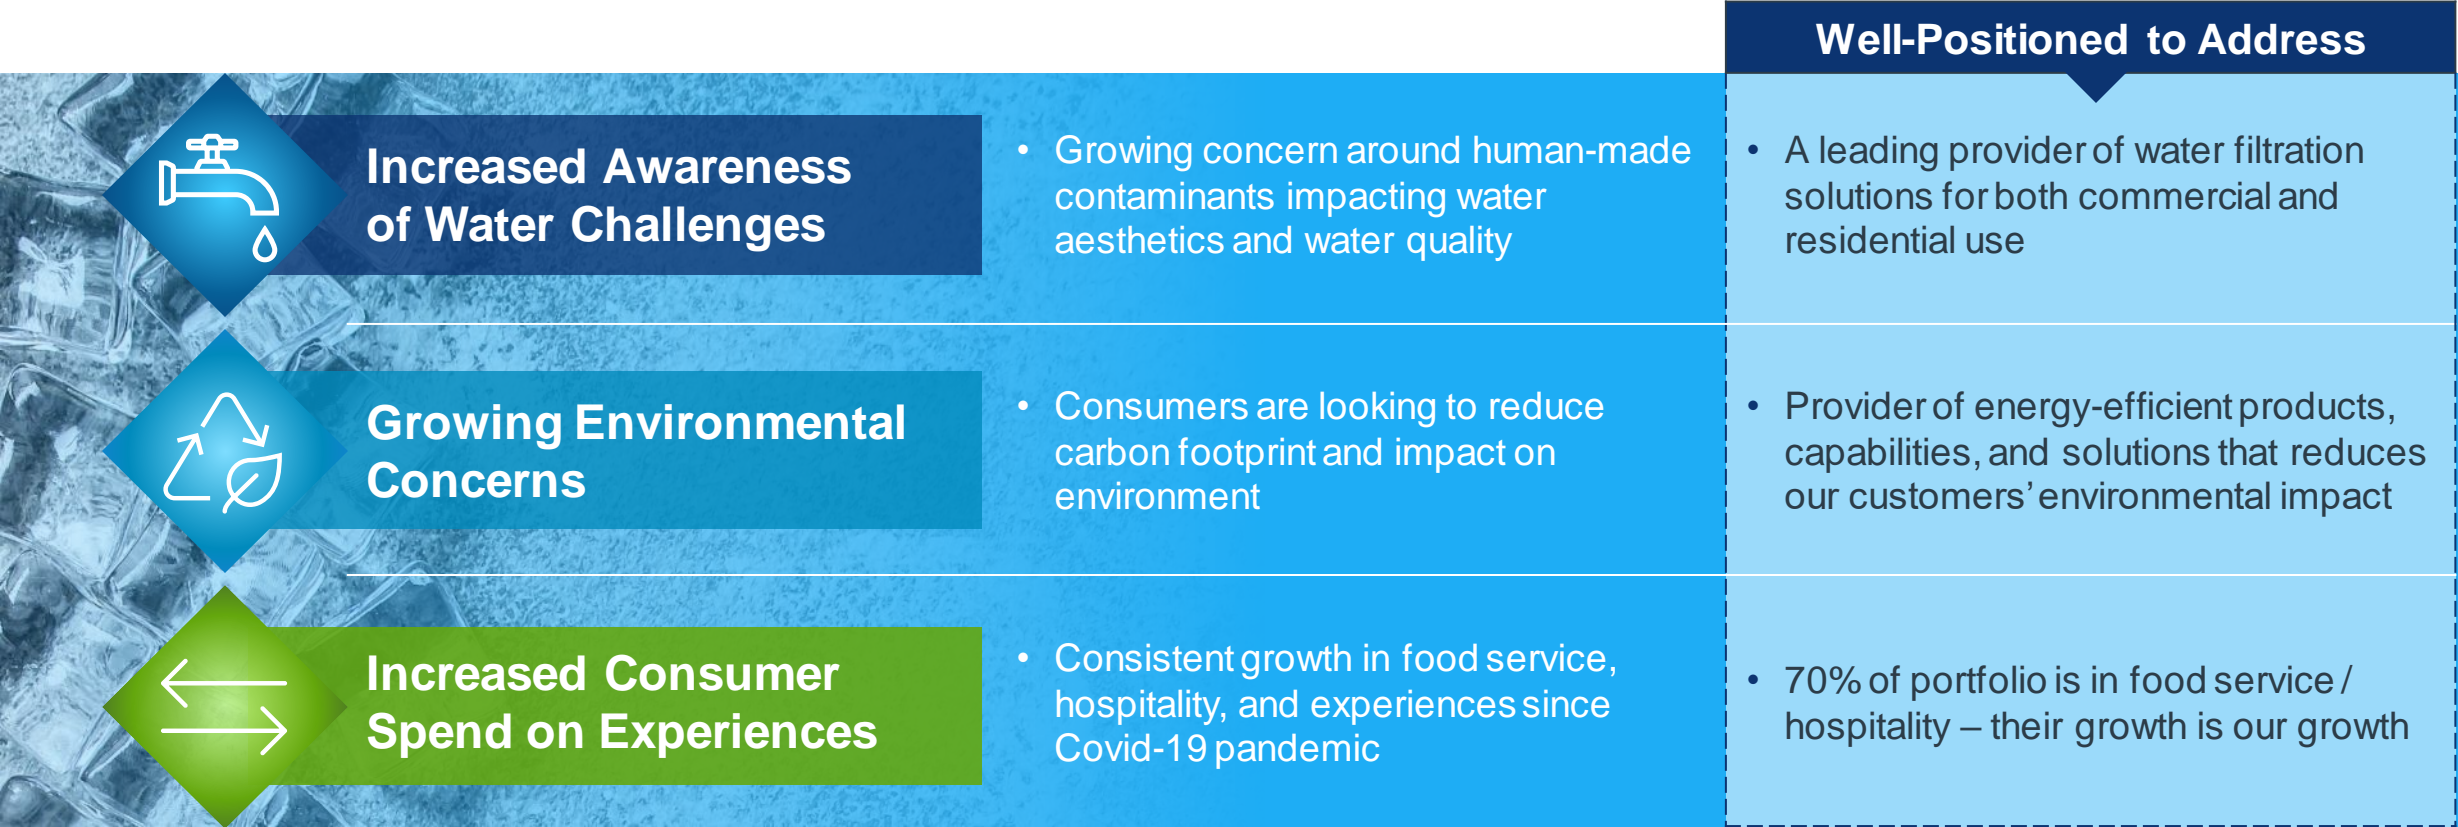 Well-Positioned to Address
Increased Awareness
of Water Challenges
• Growing concern around human-made
contaminants impacting water
aesthetics and water quality
• A leading provider of water filtration
solutions for both commercial and
residential use
Growing Environmental
Concerns
• Consumers are looking to reduce
carbon footprint and impact on
environment
• Provider of energy-efficient products,
capabilities, and solutions that reduces
our customers’ environmental impact
Increased Consumer
Spend on Experiences
• Consistent growth in food service,
hospitality, and experiences since
Covid-19 pandemic
• 70% of portfolio is in food service /
hospitality – their growth is our growth